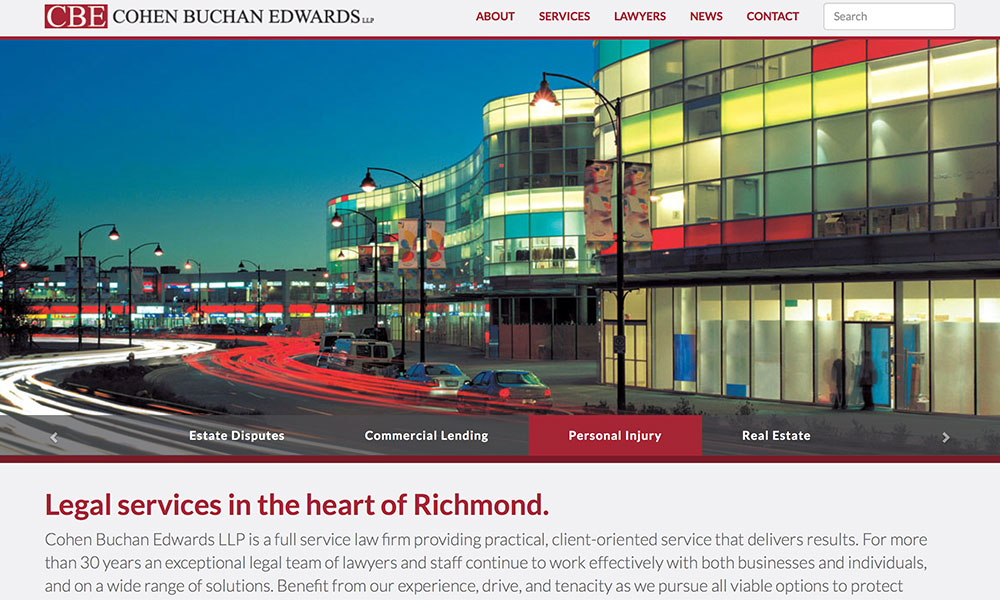 CBE COHEN BUCHAN EDWARDS LLP
ABOUT SERVICES LAWYERS NEWS CONTACT Search
Estate Disputes Commercial Lending Personal Injury Real Estate
Legal services in the heart of Richmond.
Cohen Buchan Edwards LLP is a full service law firm providing practical, client-oriented service that delivers results. For more
than 30 years an exceptional legal team of lawyers and staff continue to work effectively with both businesses and individuals,
and on a wide range of solutions. Benefit from our experience, drive, and tenacity as we pursue all viable options to protect